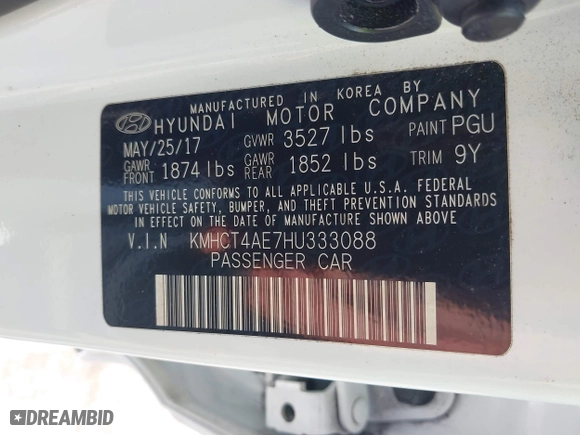 MANUFACTURED IN KOREA BY
HYUNDAI MOTOR COMPANY
MAY/25/17 GVWR 3527 lbs PAINT PGU
GAWR FRONT 1874 lbs GAWR REAR 1852 lbs TRIM 9Y
THIS VEHICLE CONFORMS TO ALL APPLICABLE U.S.A. FEDERAL
MOTOR VEHICLE SAFETY, BUMPER, AND THEFT PREVENTION STANDARDS
IN EFFECT ON THE DATE OF MANUFACTURE SHOWN ABOVE
V.I.N KMHCT4AE7HU333088
PASSENGER CAR
DREAMBID